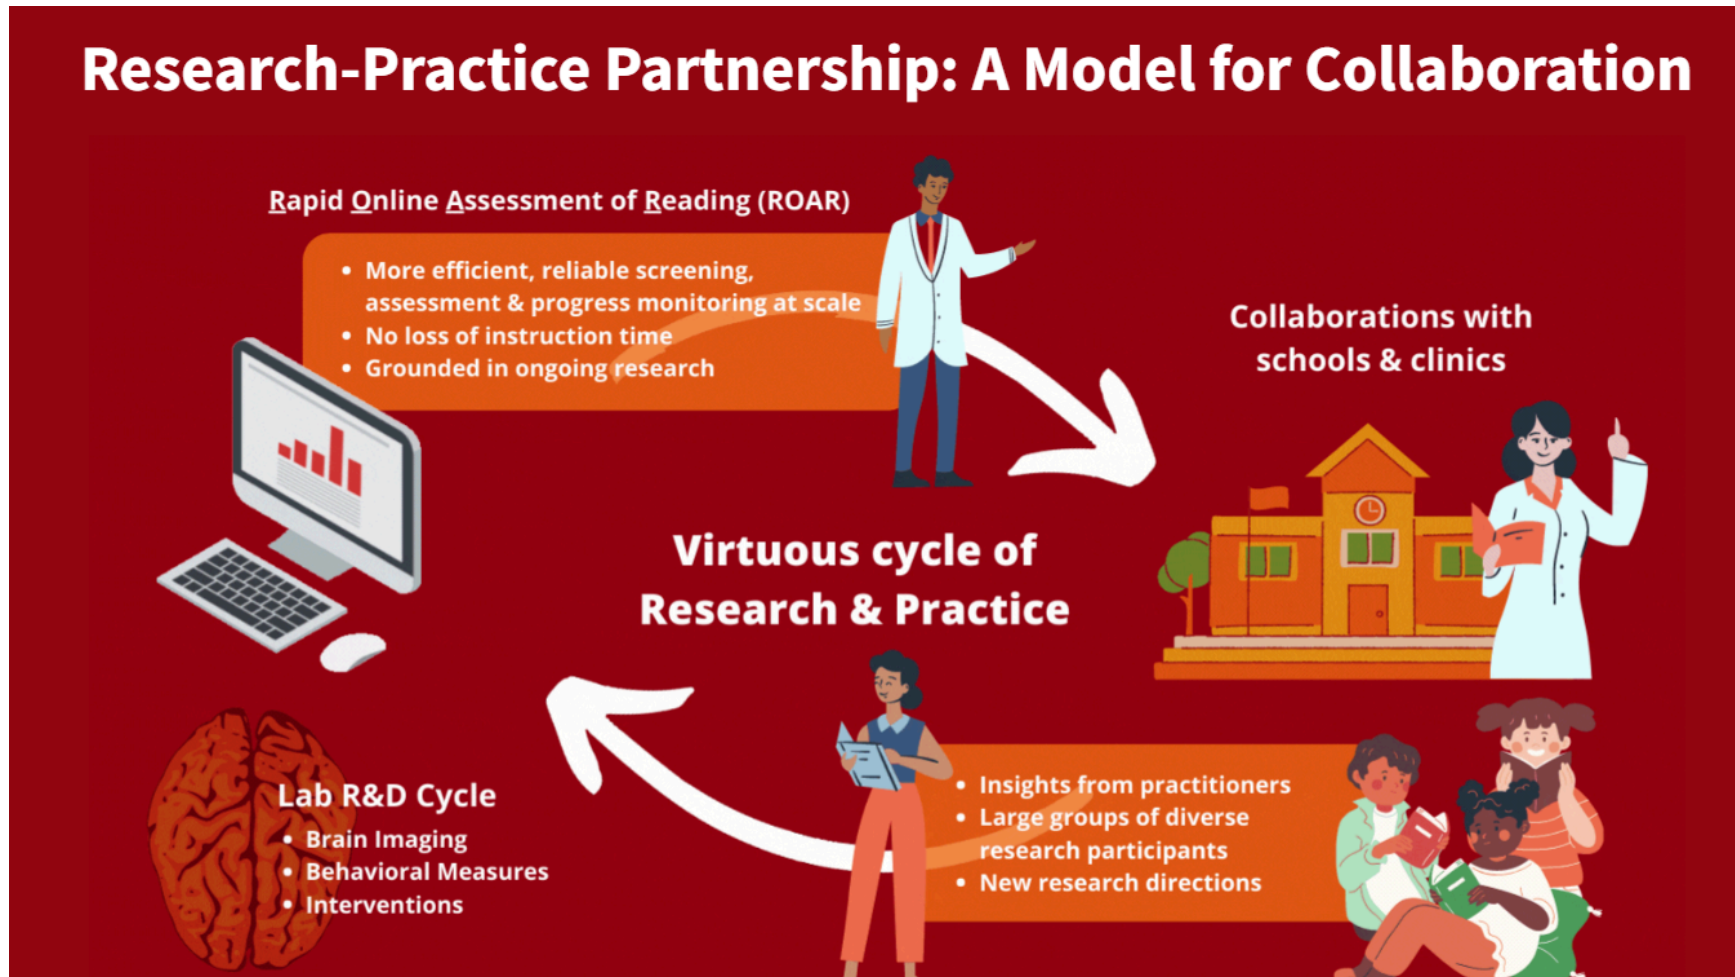 Research-Practice Partnership: A Model for Collaboration
Rapid Online Assessment of Reading (ROAR)
• More efficient, reliable screening,
assessment & progress monitoring at scale
• No loss of instruction time
• Grounded in ongoing research
Collaborations with
schools & clinics
Virtuous cycle of
Research & Practice
Lab R&D Cycle
• Brain Imaging
• Behavioral Measures
• Interventions
• Insights from practitioners
• Large groups of diverse
research participants
• New research directions